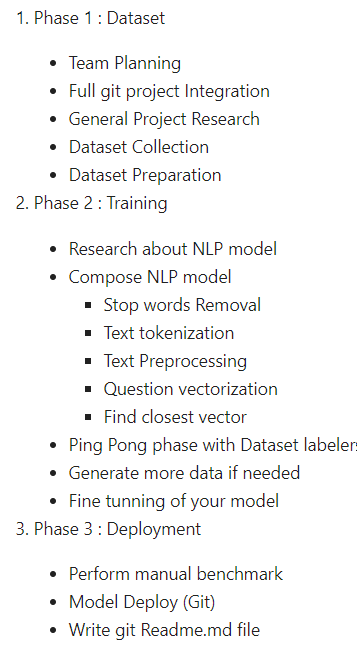 1. Phase 1 : Dataset
• Team Planning
• Full git project Integration
• General Project Research
• Dataset Collection
• Dataset Preparation
2. Phase 2 : Training
• Research about NLP model
• Compose NLP model
▪ Stop words Removal
▪ Text tokenization
▪ Text Preprocessing
▪ Question vectorization
▪ Find closest vector
• Ping Pong phase with Dataset labeler
• Generate more data if needed
• Fine tunning of your model
3. Phase 3 : Deployment
• Perform manual benchmark
• Model Deploy (Git)
• Write git Readme.md file